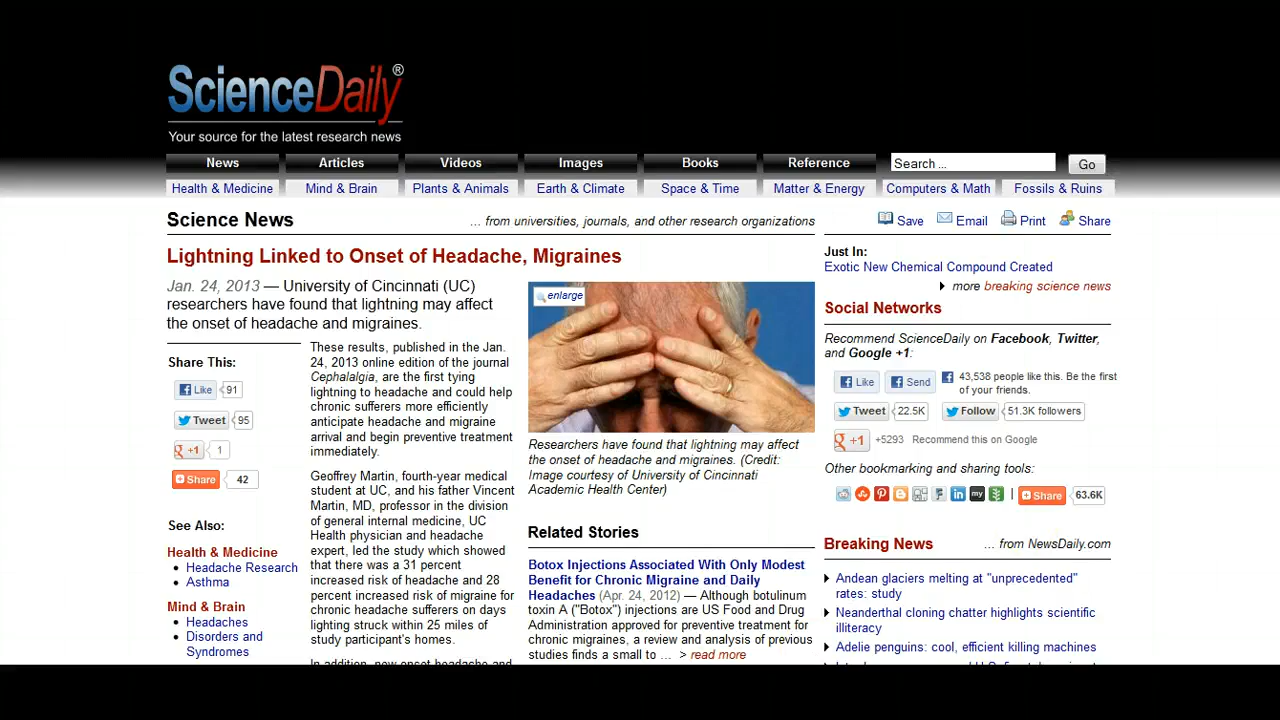 ScienceDaily®
Your source for the latest research news
News Articles Videos Images Books Reference Search ... Go
Health & Medicine Mind & Brain Plants & Animals Earth & Climate Space & Time Matter & Energy Computers & Math Fossils & Ruins
Science News ... from universities, journals, and other research organizations
Save Email Print Share
Lightning Linked to Onset of Headache, Migraines
Jan. 24, 2013 — University of Cincinnati (UC)
researchers have found that lightning may affect
the onset of headache and migraines.
Share This:
Like 91
Tweet 95
+1 1
Share 42
See Also:
Health & Medicine
• Headache Research
• Asthma
Mind & Brain
• Headaches
• Disorders and
Syndromes
These results, published in the Jan.
24, 2013 online edition of the journal
Cephalalgia, are the first tying
lightning to headache and could help
chronic sufferers more efficiently
anticipate headache and migraine
arrival and begin preventive treatment
immediately.
Geoffrey Martin, fourth-year medical
student at UC, and his father Vincent
Martin, MD, professor in the division
of general internal medicine, UC
Health physician and headache
expert, led the study which showed
that there was a 31 percent
increased risk of headache and 28
percent increased risk of migraine for
chronic headache sufferers on days
lightning struck within 25 miles of
study participant's homes.
In addition, new onset headache and
enlarge
Researchers have found that lightning may affect
the onset of headache and migraines. (Credit:
Image courtesy of University of Cincinnati
Academic Health Center)
Related Stories
Botox Injections Associated With Only Modest
Benefit for Chronic Migraine and Daily
Headaches (Apr. 24, 2012) — Although botulinum
toxin A ("Botox") injections are US Food and Drug
Administration approved for preventive treatment for
chronic migraines, a review and analysis of previous
studies finds a small to ... > read more
Just In:
Exotic New Chemical Compound Created
more breaking science news
Social Networks
Recommend ScienceDaily on Facebook, Twitter,
and Google +1:
Like Send 43,538 people like this. Be the first
of your friends.
Tweet 22.5K Follow 51.3K followers
+1 +5293 Recommend this on Google
Other bookmarking and sharing tools:
| Share 63.6K
Breaking News ... from NewsDaily.com
Andean glaciers melting at "unprecedented"
rates: study
Neanderthal cloning chatter highlights scientific
illiteracy
Adelie penguins: cool, efficient killing machines